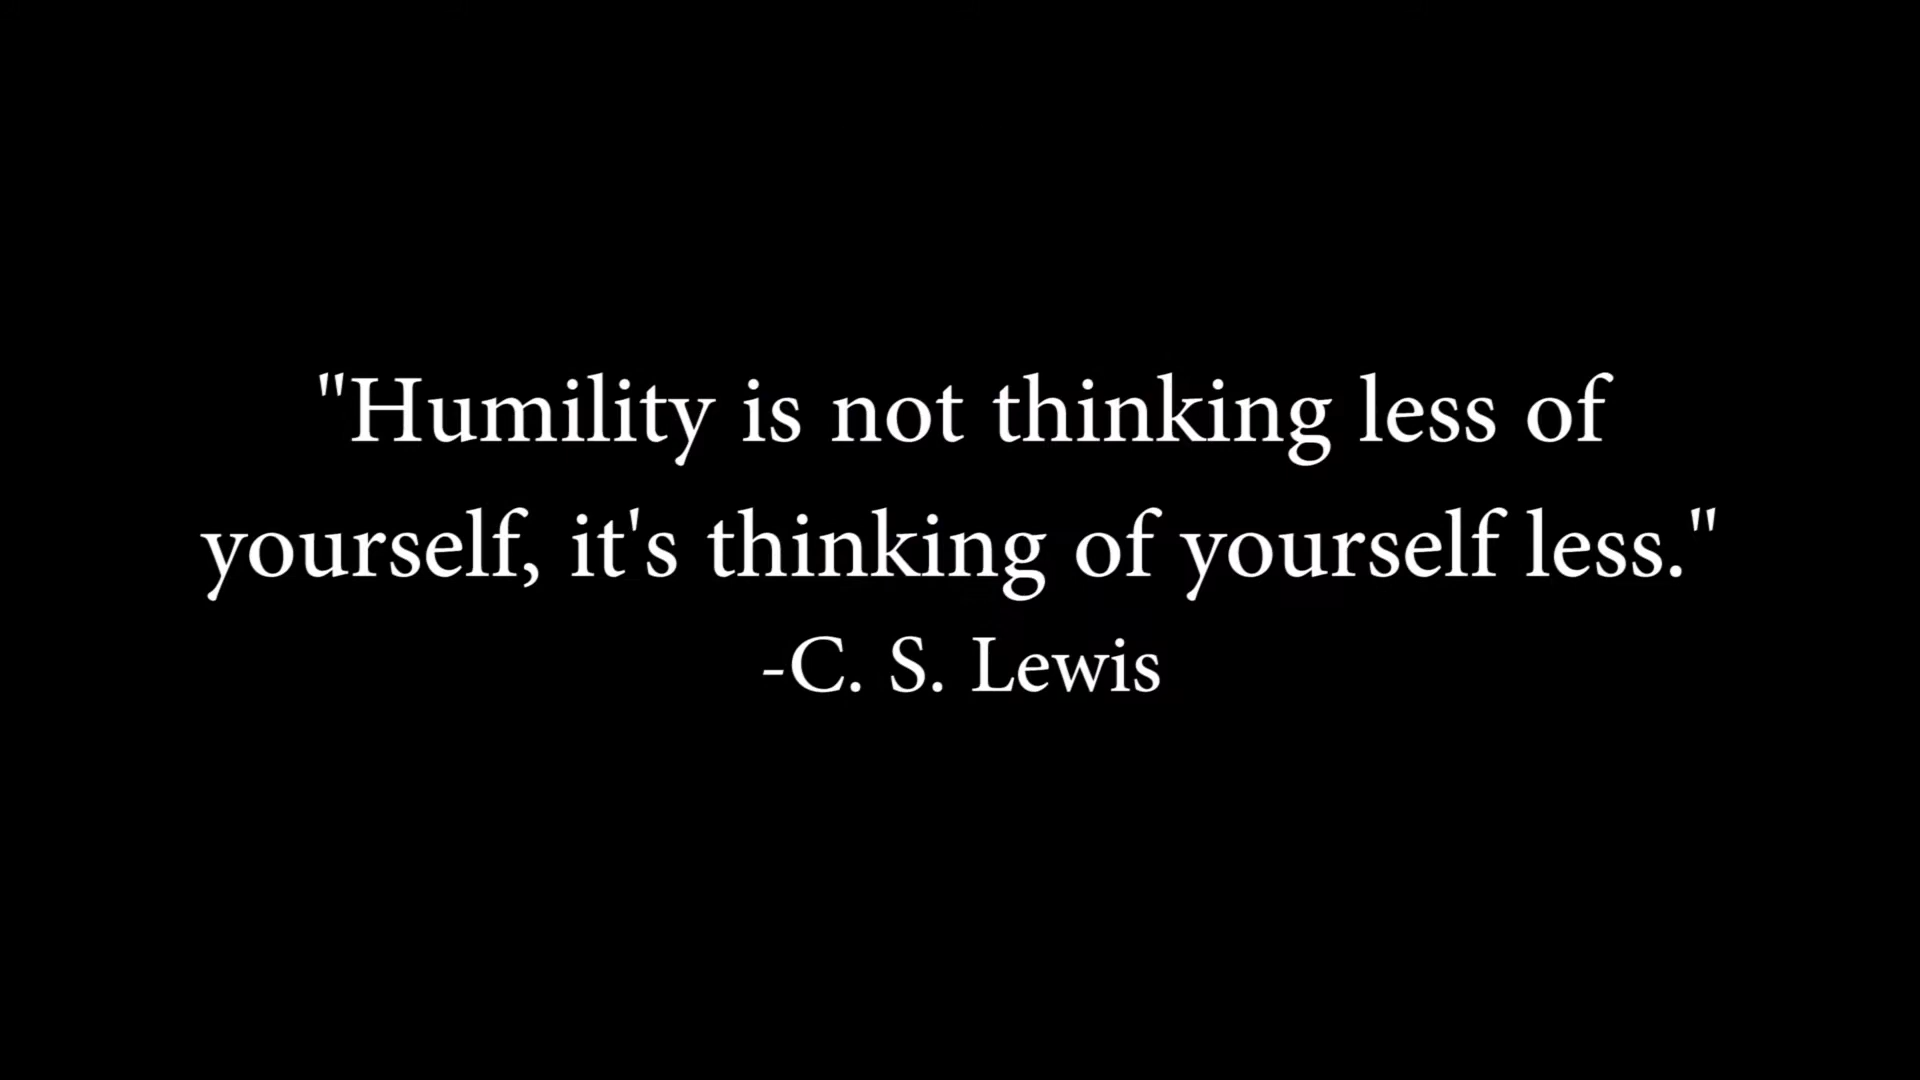 "Humility is not thinking less of
yourself, it's thinking of yourself less."
-C. S. Lewis